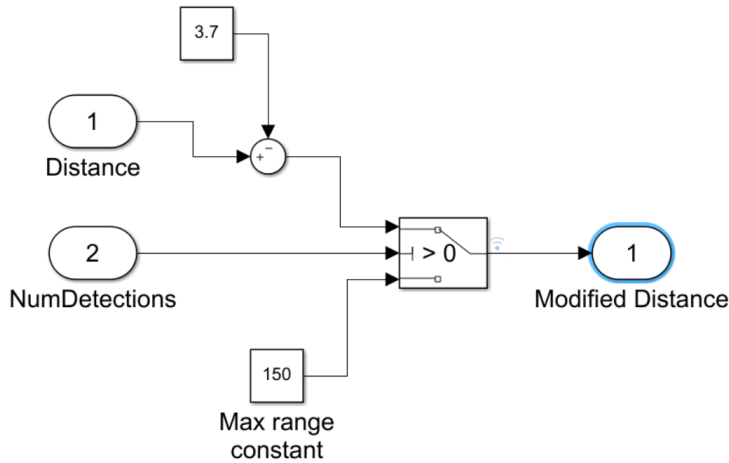 3.7
1
Distance
−
+
2
NumDetections
> 0
1
Modified Distance
150
Max range
constant